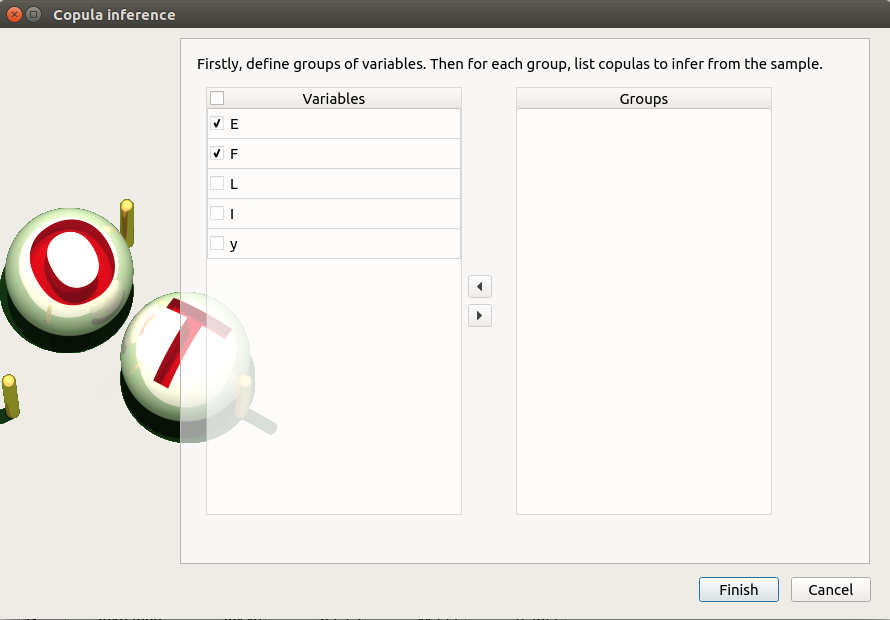 Copula inference
Firstly, define groups of variables. Then for each group, list copulas to infer from the sample.
Variables
Groups
E
F
L
I
y
O
T
Finish
Cancel